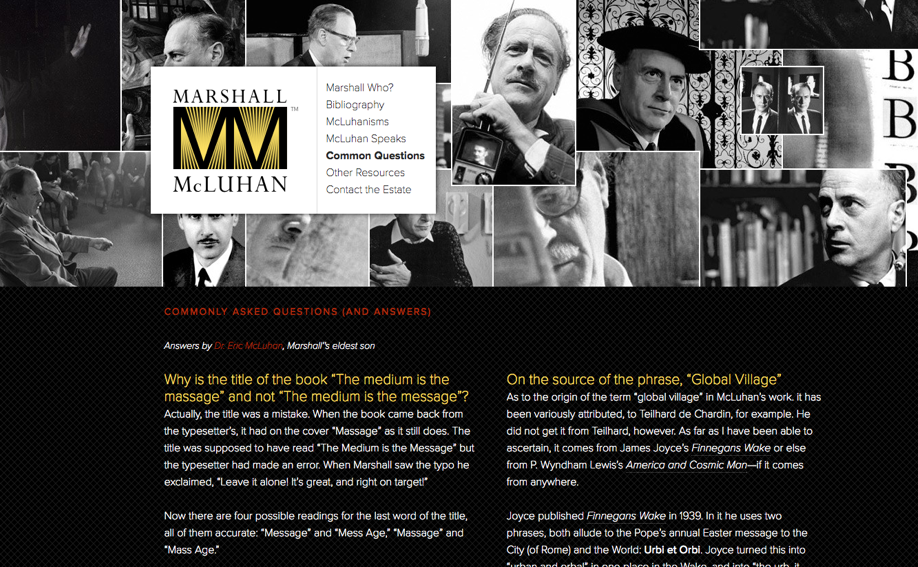 MARSHALL
™
McLUHAN
Marshall Who?
Bibliography
McLuhanisms
McLuhan Speaks
Common Questions
Other Resources
Contact the Estate
COMMONLY ASKED QUESTIONS (AND ANSWERS)
Answers by Dr. Eric McLuhan, Marshall"s eldest son
Why is the title of the book “The medium is the
massage” and not “The medium is the message”?
Actually, the title was a mistake. When the book came back from
the typesetter’s, it had on the cover “Massage” as it still does. The
title was supposed to have read “The Medium is the Message” but
the typesetter had made an error. When Marshall saw the typo he
exclaimed, “Leave it alone! It’s great, and right on target!”
Now there are four possible readings for the last word of the title,
all of them accurate: “Message” and “Mess Age,” “Massage” and
“Mass Age.”
On the source of the phrase, “Global Village”
As to the origin of the term “global village” in McLuhan’s work. it has
been variously attributed, to Teilhard de Chardin, for example. He
did not get it from Teilhard, however. As far as I have been able to
ascertain, it comes from James Joyce’s Finnegans Wake or else
from P. Wyndham Lewis’s America and Cosmic Man—if it comes
from anywhere.
Joyce published Finnegans Wake in 1939. In it he uses two
phrases, both allude to the Pope’s annual Easter message to the
City (of Rome) and the World: Urbi et Orbi. Joyce turned this into
“urban and orbal” in one place in the Wake, and into “the urb, it